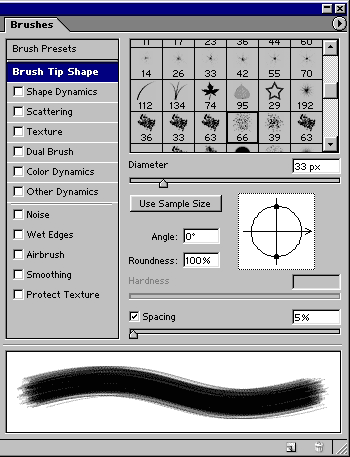 Brushes
Brush Presets
Brush Tip Shape
Shape Dynamics
Scattering
Texture
Dual Brush
Color Dynamics
Other Dynamics
Noise
Wet Edges
Airbrush
Smoothing
Protect Texture
11 17 23 36 44 60
14 26 33 42 55 70
112 134 74 95 29 192
36 33 63 66 39 63
Diameter 33 px
Use Sample Size
Angle: 0°
Roundness: 100%
Hardness
Spacing 5%